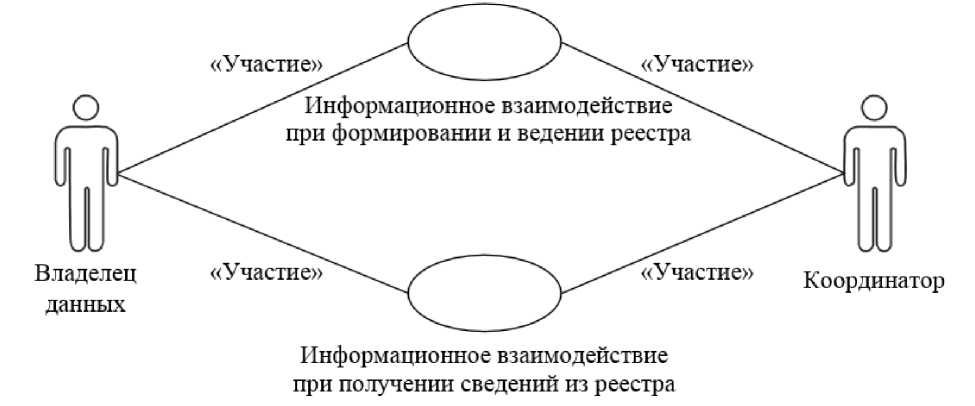 «Участие»
«Участие»
Информационное взаимодействие
при формировании и ведении реестра
Владелец
данных
«Участие»
«Участие»
Координатор
Информационное взаимодействие
при получении сведений из реестра